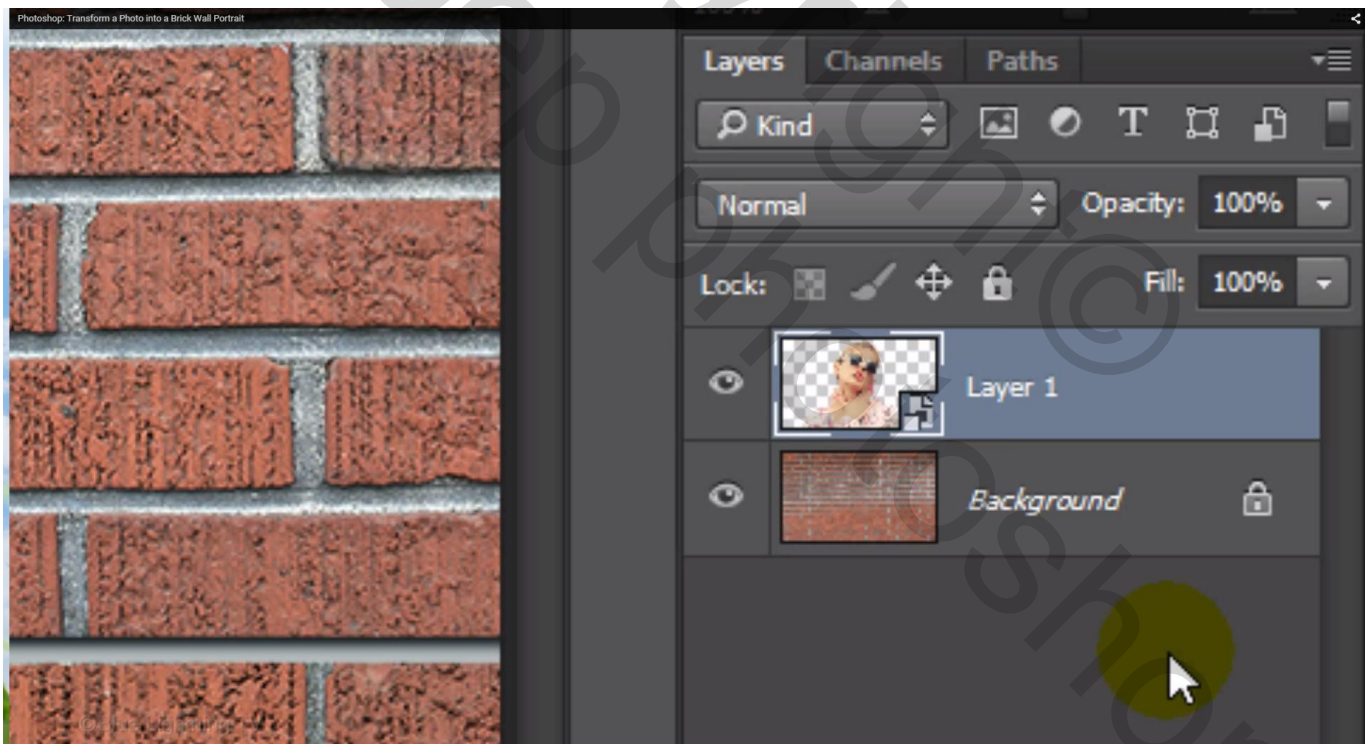 Photoshop: Transform a Photo into a Brick Wall Portrait
Layers Channels Paths
Kind
Normal Opacity: 100%
Lock: Fill: 100%
Layer 1
Background